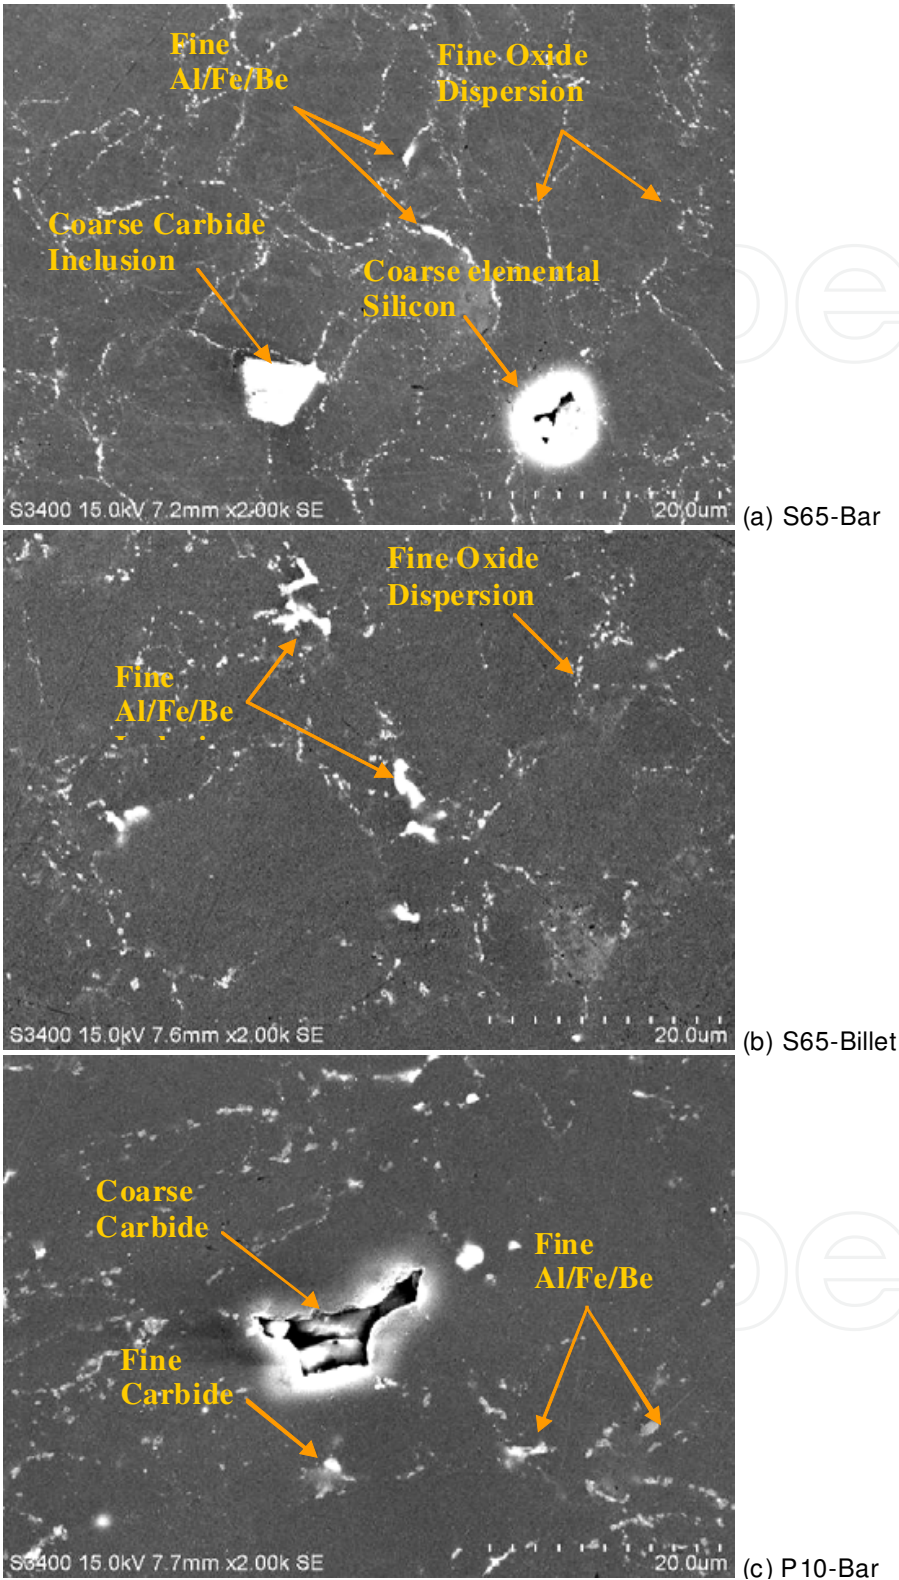 Fine
Al/Fe/Be
Fine Oxide
Dispersion
Coarse Carbide
Inclusion
Coarse elemental
Silicon
S3400 15.0kV 7.2mm x2.00k SE
20.0um
(a) S65-Bar
Fine Oxide
Dispersion
Fine
Al/Fe/Be
S3400 15.0kV 7.6mm x2.00k SE
20.0um
(b) S65-Billet
Coarse
Carbide
Fine
Al/Fe/Be
Fine
Carbide
S3400 15.0kV 7.7mm x2.00k SE
20.0um
(c) P10-Bar